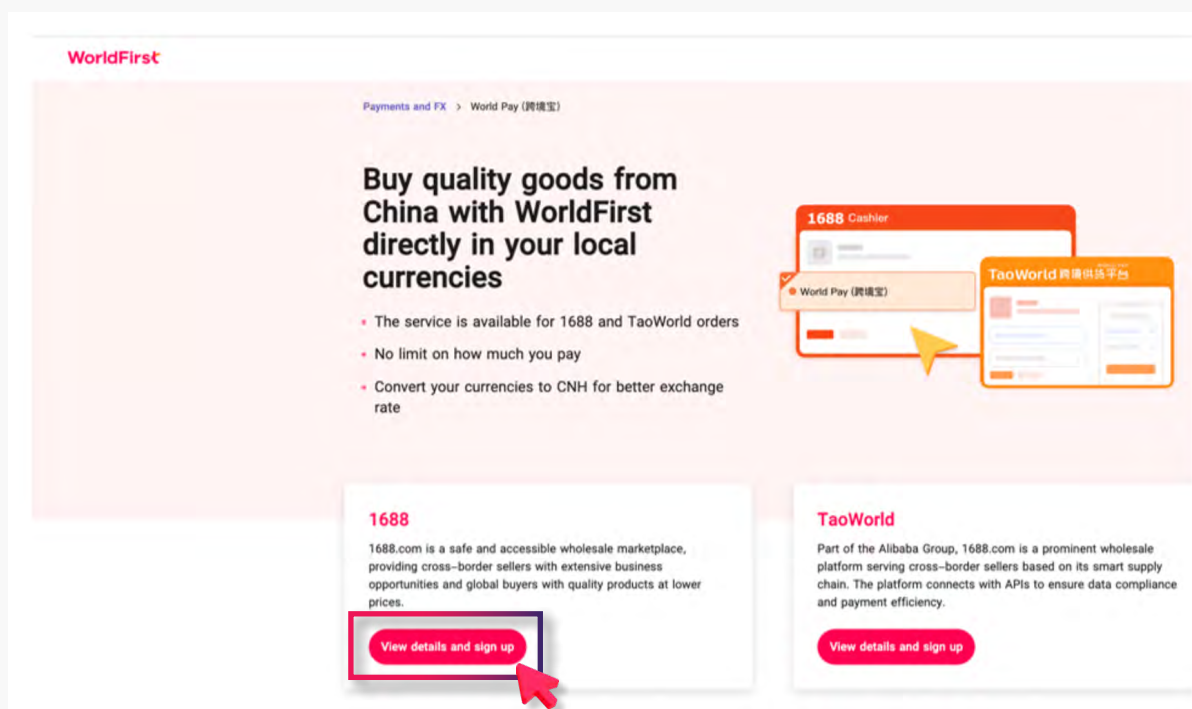 WorldFirst
Payments and FX > World Pay (跨境宝)
Buy quality goods from
China with WorldFirst
directly in your local
currencies
• The service is available for 1688 and TaoWorld orders
• No limit on how much you pay
• Convert your currencies to CNH for better exchange
rate
1688 Cashier
World Pay (跨境宝)
TaoWorld 跨境供货平台
1688
1688.com is a safe and accessible wholesale marketplace,
providing cross-border sellers with extensive business
opportunities and global buyers with quality products at lower
prices.
View details and sign up
TaoWorld
Part of the Alibaba Group, 1688.com is a prominent wholesale
platform serving cross-border sellers based on its smart supply
chain. The platform connects with APIs to ensure data compliance
and payment efficiency.
View details and sign up